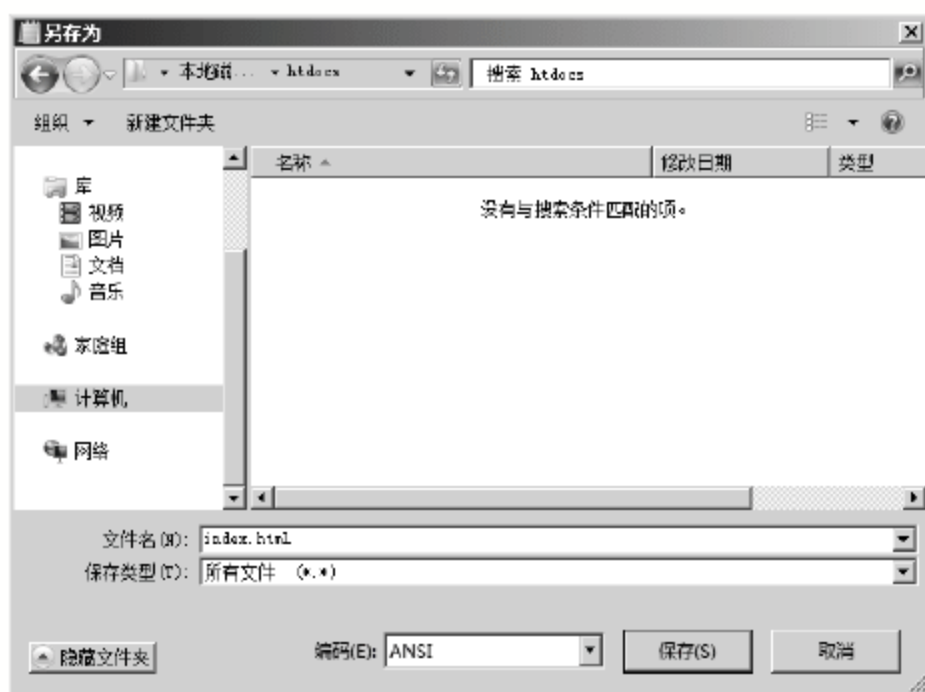 另存为
本地磁... htdocs
搜索 htdocs
组织 新建文件夹
名称 修改日期 类型
没有与搜索条件匹配的项。
库
视频
图片
文档
音乐
家庭组
计算机
网络
文件名(N): index.html
保存类型(T): 所有文件 (*.*)
隐藏文件夹 编码(E): ANSI 保存(S) 取消